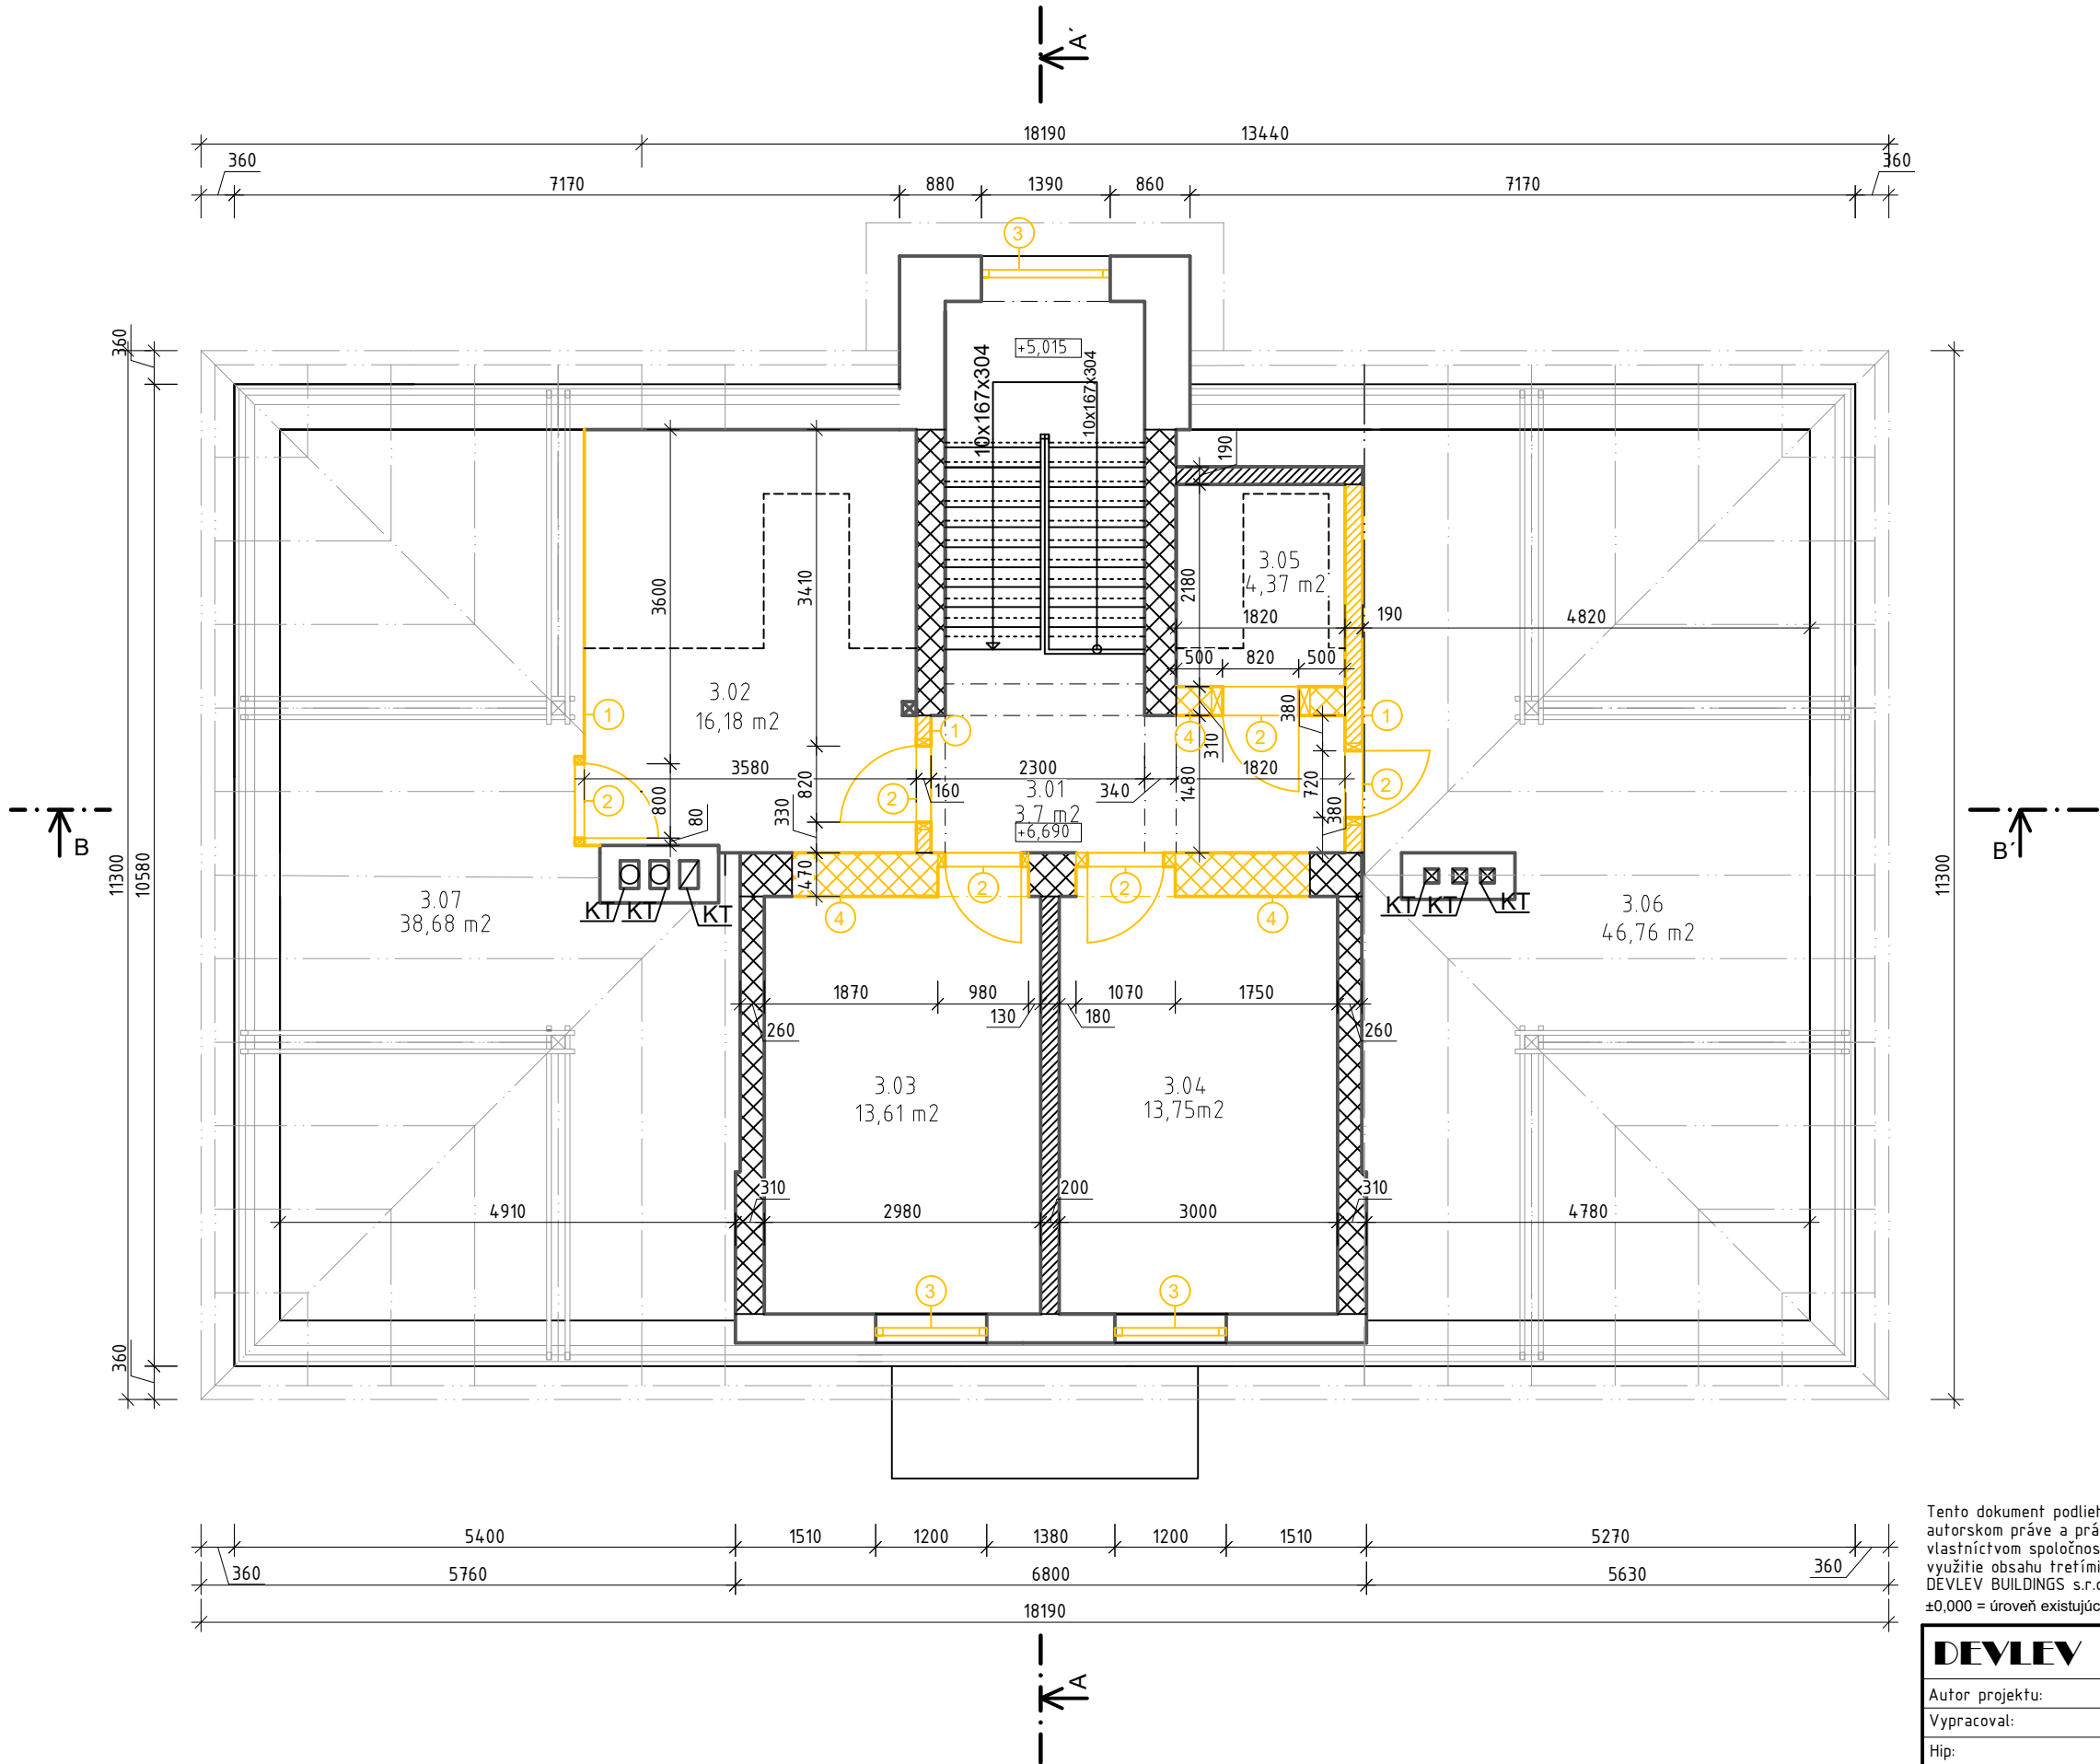 A´
18190 13440
360 360
7170 880 1390 860 7170
3
360
+5,015
10x167x304
10x167x304
190
3600
3410
2180
3.05
4,37 m2
1820 190 4820
500 820 500
3.02
16,18 m2
1
1
4
2
1
380
310
3580
2300
1820
820
160
3.01
340
1480
720
2
2
2
800
80
330
3,7 m2
+6,690
380
B
B´
11300
10580
11300
470
2
2
KT KT KT
KT KT KT
3.07
38,68 m2
4
4
3.06
46,76 m2
1870 980 1070 1750
130 180
260 260
3.03
13,61 m2
3.04
13,75m2
310 200 310
4910 2980 3000 4780
3
3
360
5400 1510 1200 1380 1200 1510 5270
360 360
5760 6800 5630
18190
A
Tento dokument podlieh
autorskom práve a prá
vlastníctvom spoločnos
využitie obsahu tretími
DEVLEV BUILDINGS s.r.o
±0,000 = úroveň existujúc
DEVLEV
Autor projektu:
Vypracoval:
Hip: